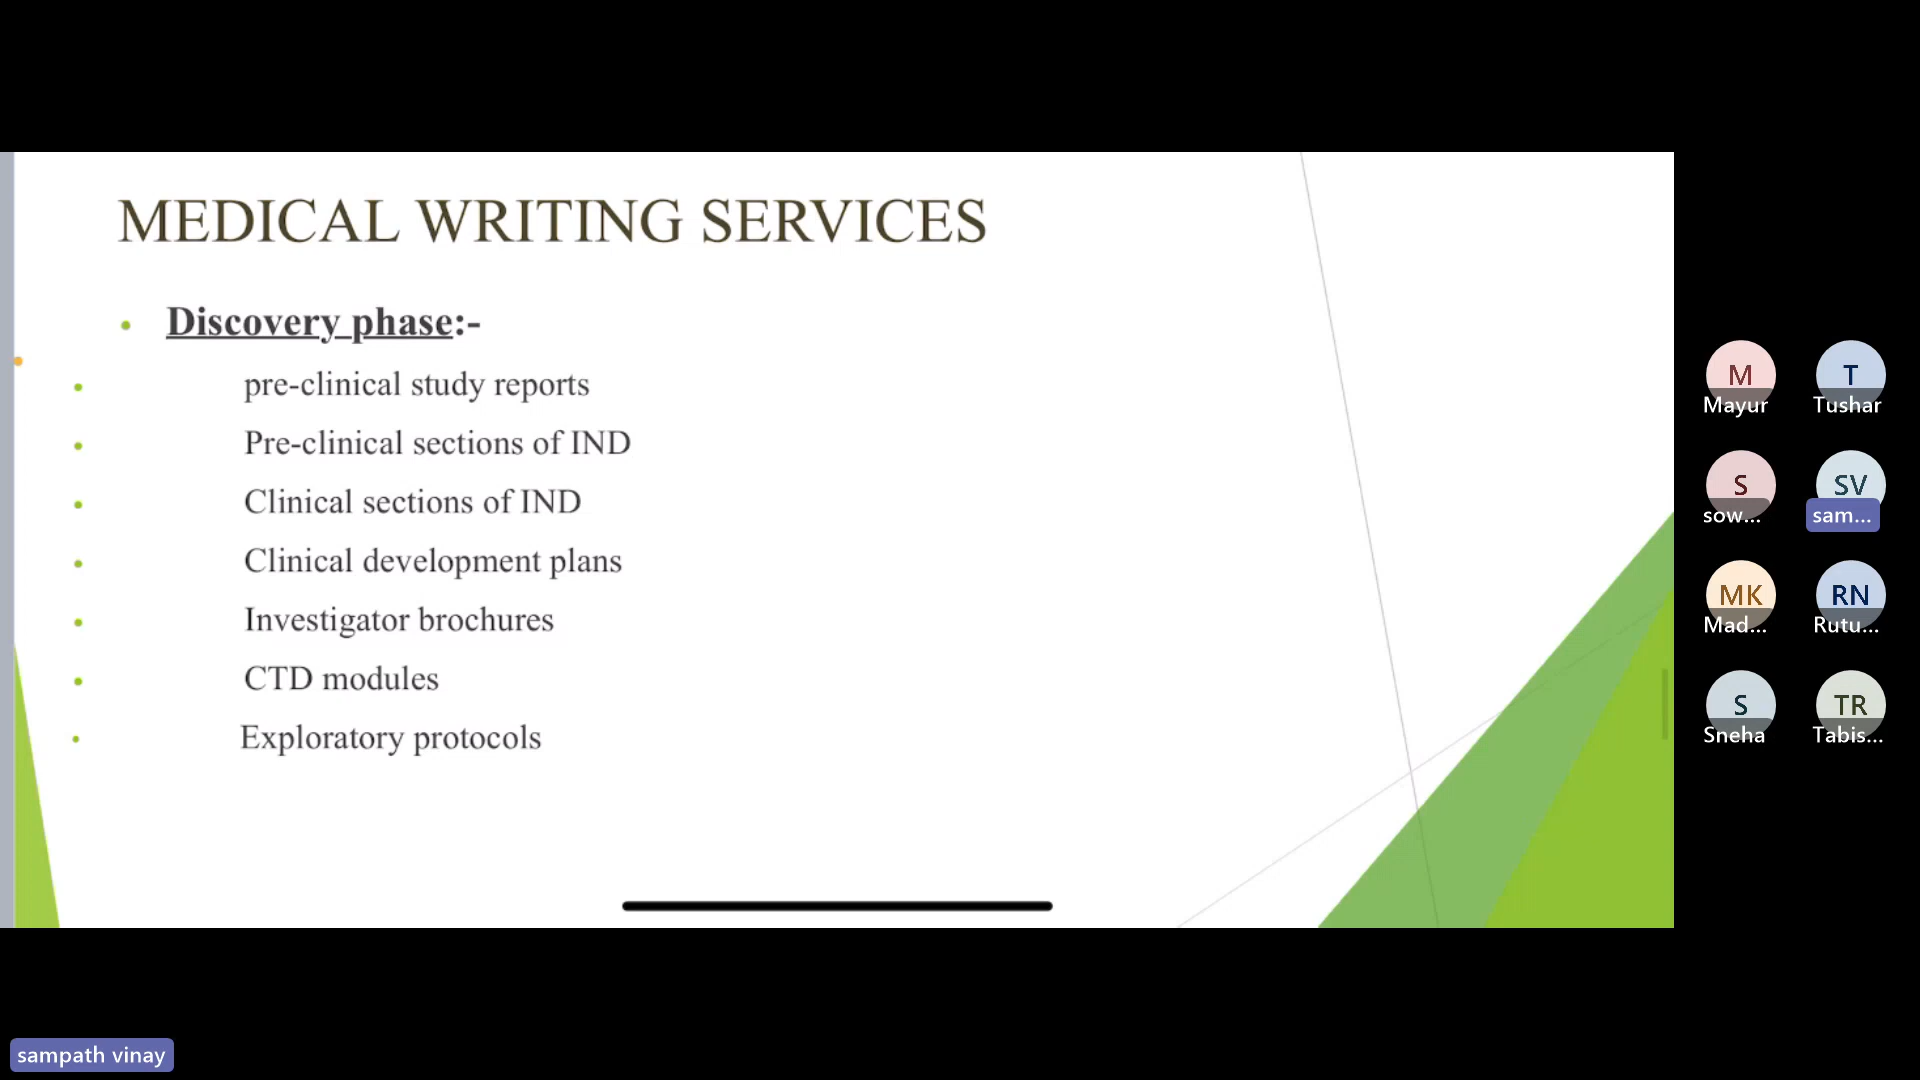 MEDICAL WRITING SERVICES
• Discovery phase:-
• pre-clinical study reports
• Pre-clinical sections of IND
• Clinical sections of IND
• Clinical development plans
• Investigator brochures
• CTD modules
• Exploratory protocols
M
Mayur
T
Tushar
S
sow...
SV
sam...
MK
Mad...
RN
Rutu...
S
Sneha
TR
Tabis...
sampath vinay